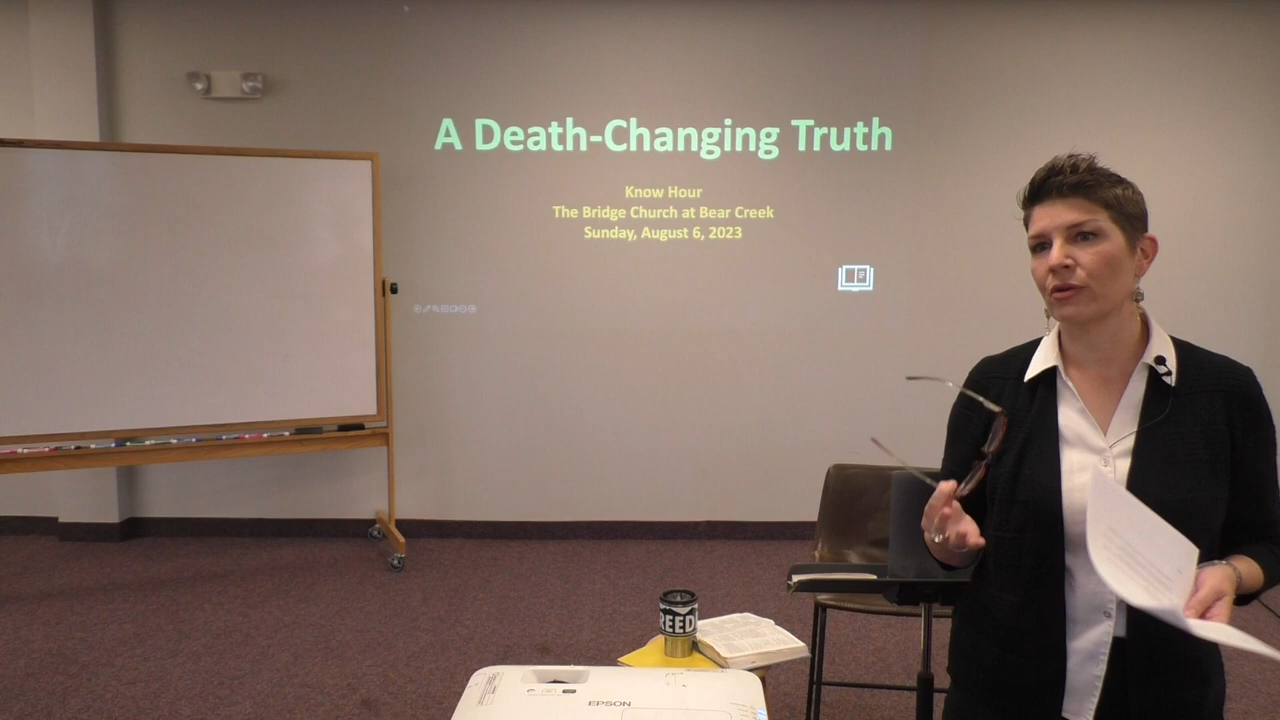 A Death-Changing Truth
Know Hour
The Bridge Church at Bear Creek
Sunday, August 6, 2023
REED
EPSON